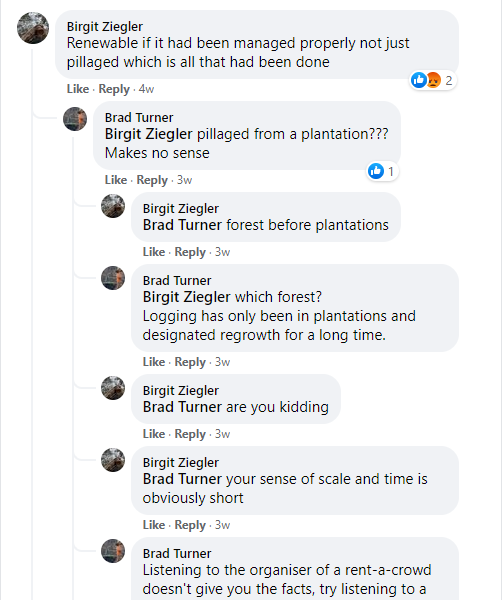 Birgit Ziegler
Renewable if it had been managed properly not just
pillaged which is all that had been done
2
Like · Reply · 4w
Brad Turner
Birgit Ziegler pillaged from a plantation???
Makes no sense
1
Like · Reply · 3w
Birgit Ziegler
Brad Turner forest before plantations
Like · Reply · 3w
Brad Turner
Birgit Ziegler which forest?
Logging has only been in plantations and
designated regrowth for a long time.
Like · Reply · 3w
Birgit Ziegler
Brad Turner are you kidding
Like · Reply · 3w
Birgit Ziegler
Brad Turner your sense of scale and time is
obviously short
Like · Reply · 3w
Brad Turner
Listening to the organiser of a rent-a-crowd
doesn't give you the facts, try listening to a